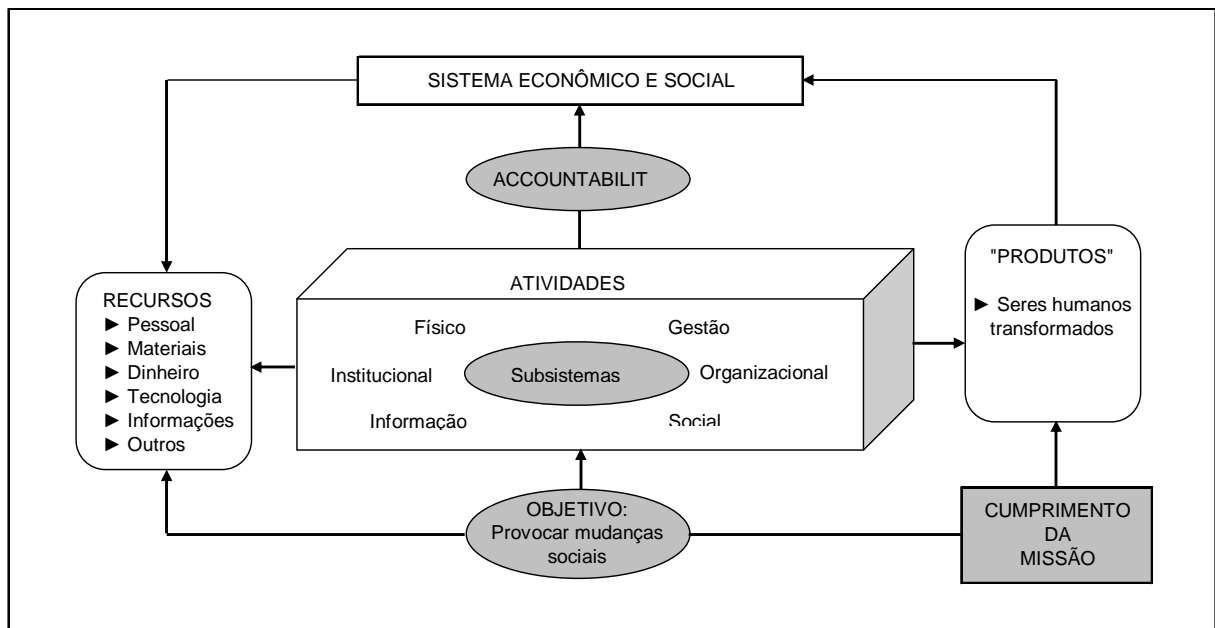 SISTEMA ECONÔMICO E SOCIAL
ACCOUNTABILIT
RECURSOS
► Pessoal
► Materiais
► Dinheiro
► Tecnologia
► Informações
► Outros
ATIVIDADES
Físico
Gestão
Institucional
Subsistemas
Organizacional
Informação
Social
"PRODUTOS"
► Seres humanos
transformados
OBJETIVO:
Provocar mudanças
sociais
CUMPRIMENTO
DA
MISSÃO